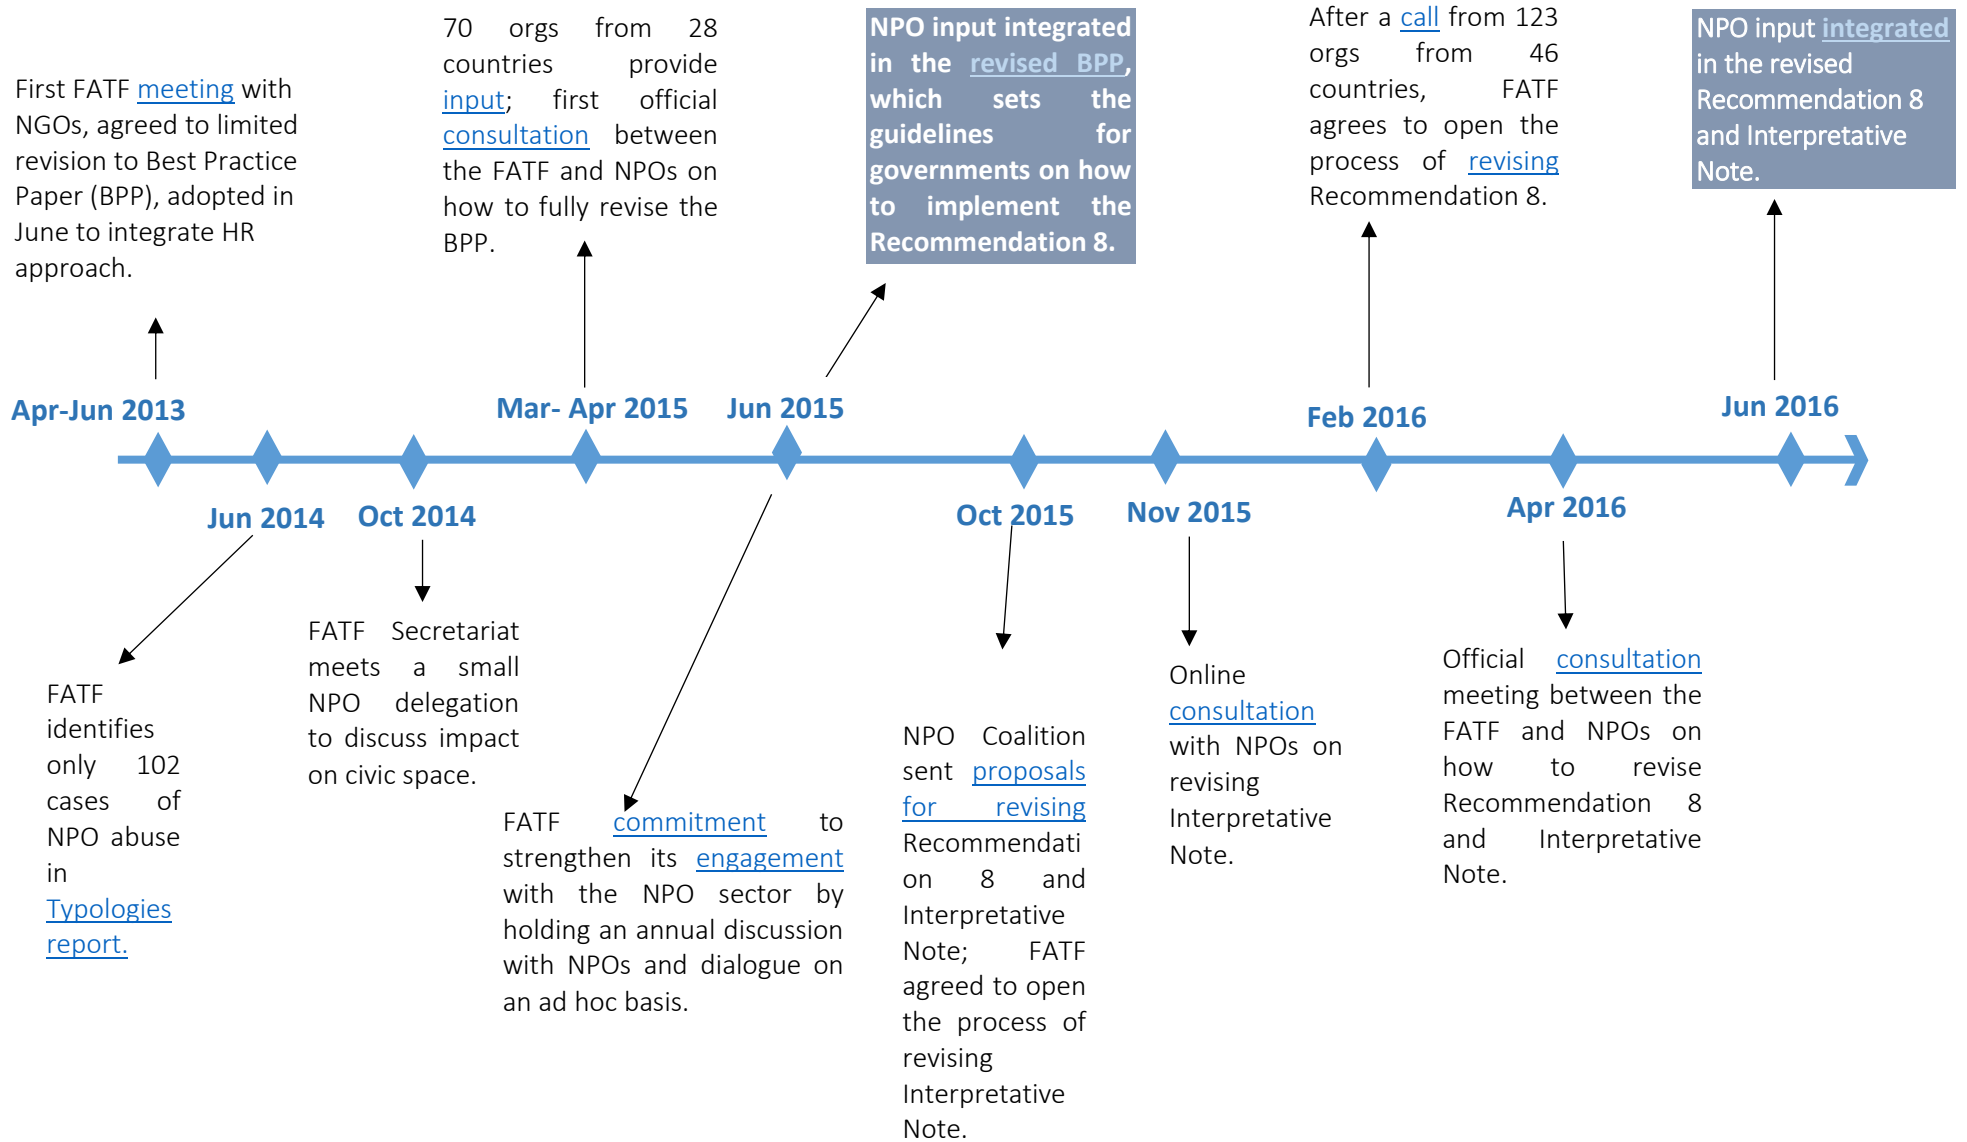 First FATF meeting with
NGOs, agreed to limited
revision to Best Practice
Paper (BPP), adopted in
June to integrate HR
approach.
70 orgs from 28
countries provide
input; first official
consultation between
the FATF and NPOs on
how to fully revise the
BPP.
NPO input integrated
in the revised BPP,
which sets the
guidelines for
governments on how
to implement the
Recommendation 8.
After a call from 123
orgs from 46
countries, FATF
agrees to open the
process of revising
Recommendation 8.
NPO input integrated
in the revised
Recommendation 8
and Interpretative
Note.
Apr-Jun 2013
Mar- Apr 2015
Jun 2015
Feb 2016
Jun 2016
Jun 2014
Oct 2014
Oct 2015
Nov 2015
Apr 2016
FATF
identifies
only 102
cases of
NPO abuse
in
Typologies
report.
FATF Secretariat
meets a small
NPO delegation
to discuss impact
on civic space.
FATF commitment to
strengthen its engagement
with the NPO sector by
holding an annual discussion
with NPOs and dialogue on
an ad hoc basis.
NPO Coalition
sent proposals
for revising
Recommendati
on 8 and
Interpretative
Note; FATF
agreed to open
the process of
revising
Interpretative
Note.
Online
consultation
with NPOs on
revising
Interpretative
Note.
Official consultation
meeting between the
FATF and NPOs on
how to revise
Recommendation 8
and Interpretative
Note.